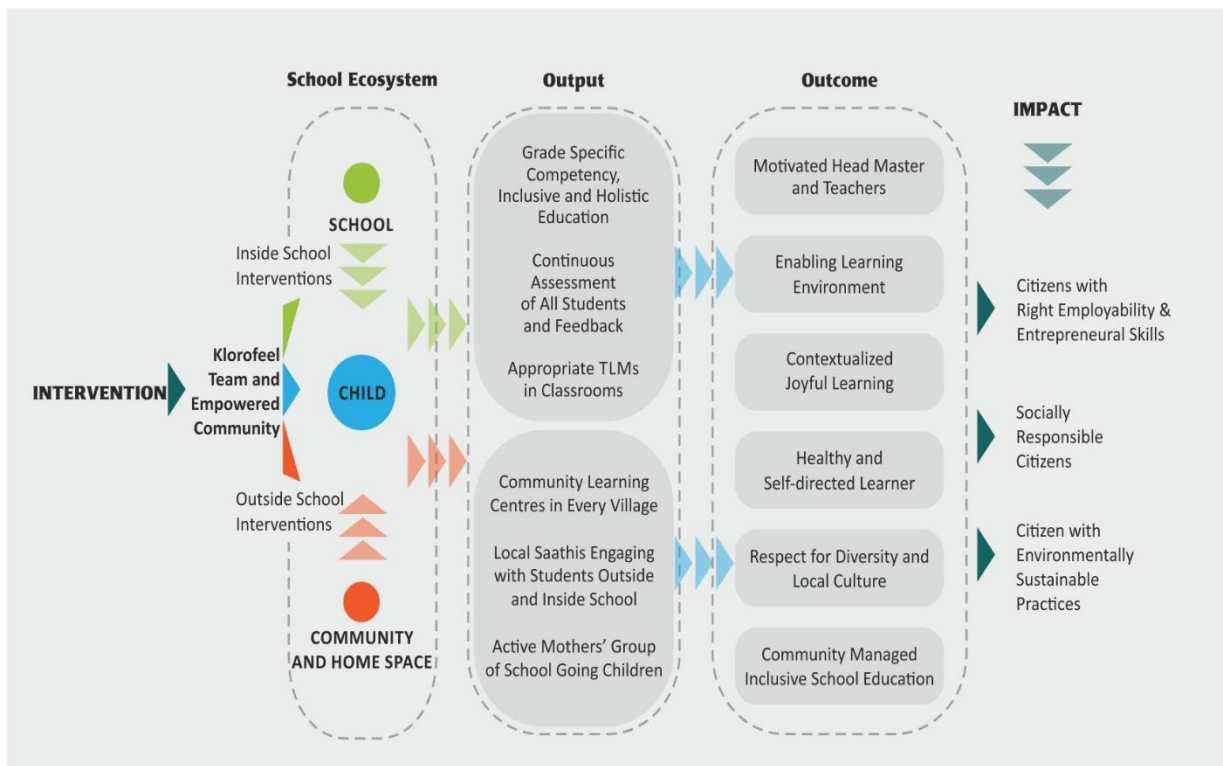 School Ecosystem
Output
Outcome
IMPACT
SCHOOL
Inside School
Interventions
INTERVENTION
Klorofeel
Team and
Empowered
Community
CHILD
Outside School
Interventions
COMMUNITY
AND HOME SPACE
Grade Specific
Competency,
Inclusive and Holistic
Education
Continuous
Assessment
of All Students
and Feedback
Appropriate TLMs
in Classrooms
Community Learning
Centres in Every Village
Local Saathis Engaging
with Students Outside
and Inside School
Active Mothers’ Group
of School Going Children
Motivated Head Master
and Teachers
Enabling Learning
Environment
Contextualized
Joyful Learning
Healthy and
Self-directed Learner
Respect for Diversity and
Local Culture
Community Managed
Inclusive School Education
Citizens with
Right Employability &
Entrepreneural Skills
Socially
Responsible
Citizens
Citizen with
Environmentally
Sustainable
Practices